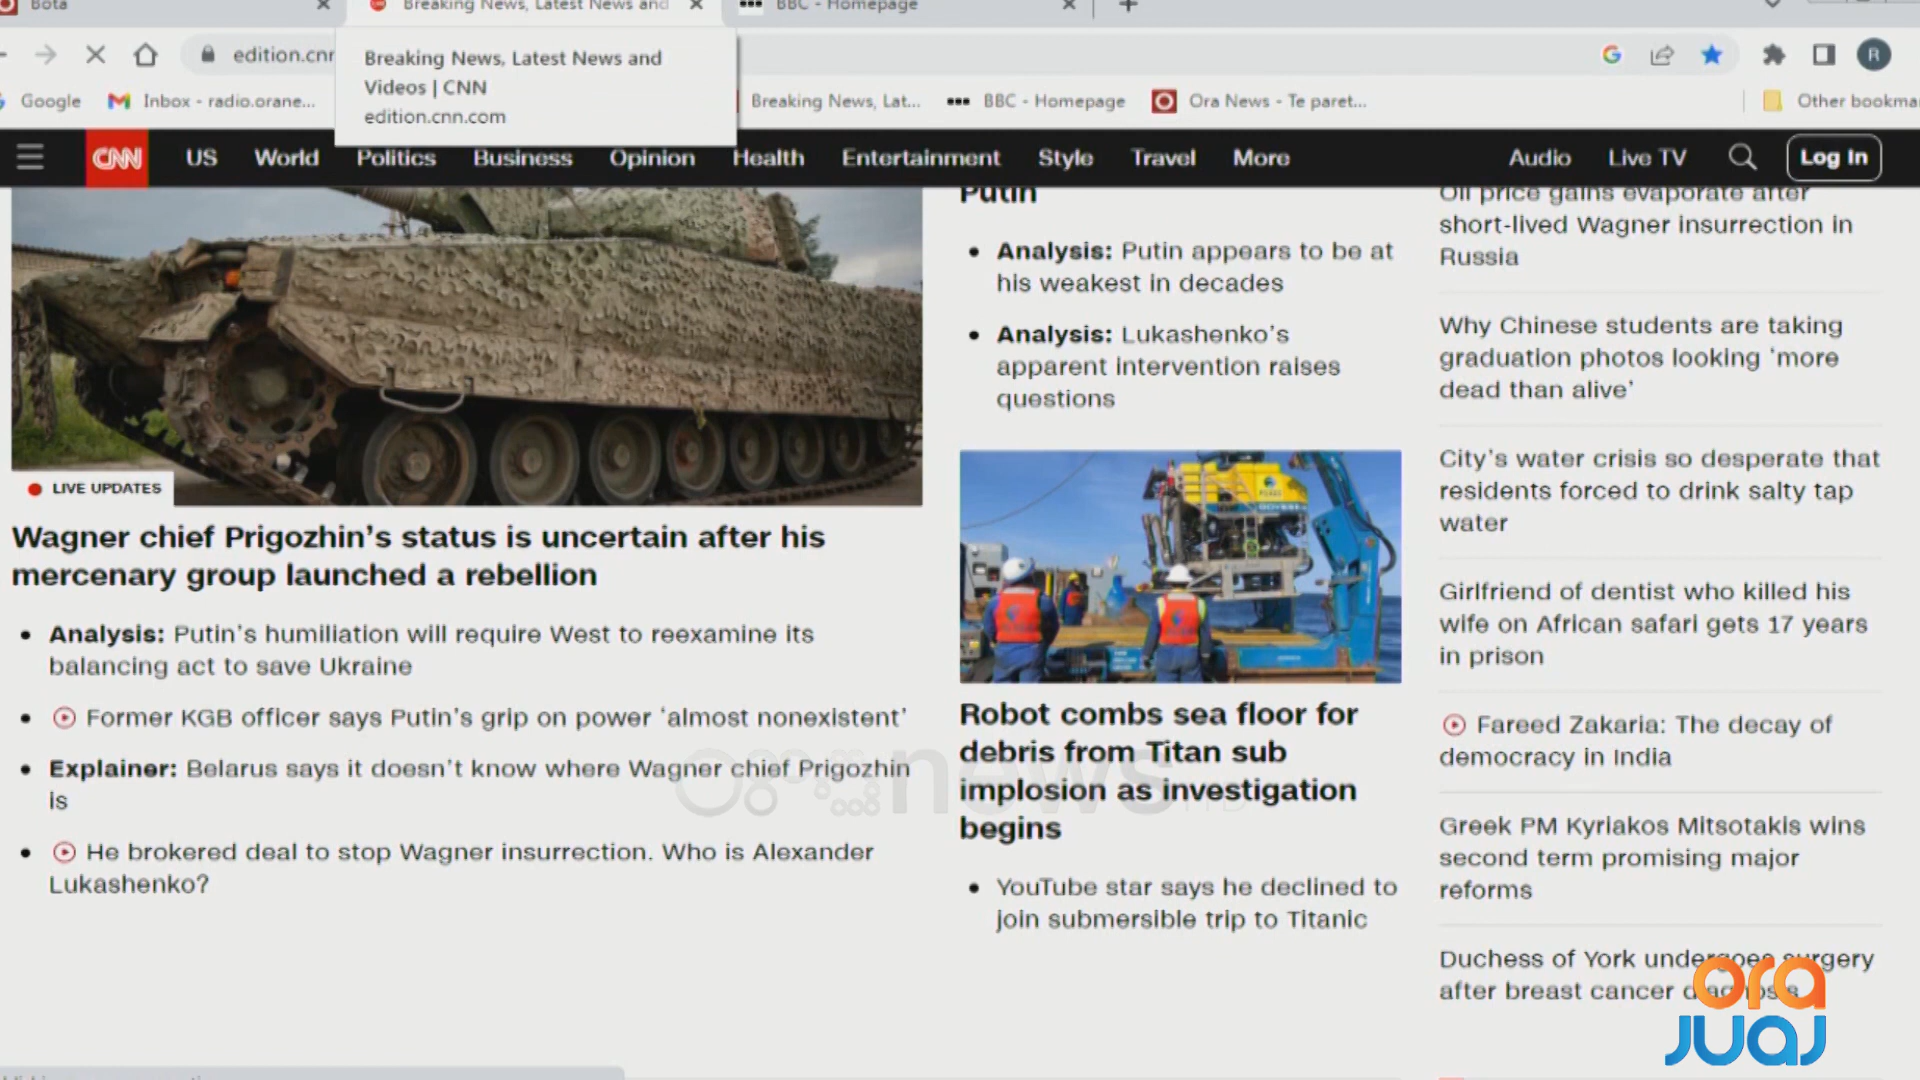 Bota
Breaking News, Latest News and
BBC - Homepage
edition.cnn
Breaking News, Latest News and
Videos | CNN
edition.cnn.com
R
Google
Inbox - radio.orane...
Breaking News, Lat...
BBC - Homepage
Ora News - Te paret...
Other bookma
CNN
US
World
Politics
Business
Opinion
Health
Entertainment
Style
Travel
More
Audio
Live TV
Log In
LIVE UPDATES
Wagner chief Prigozhin's status is uncertain after his
mercenary group launched a rebellion
Analysis: Putin's humiliation will require West to reexamine its
balancing act to save Ukraine
Former KGB officer says Putin's grip on power 'almost nonexistent'
Explainer: Belarus says it doesn't know where Wagner chief Prigozhin
is
He brokered deal to stop Wagner insurrection. Who is Alexander
Lukashenko?
Putin
Analysis: Putin appears to be at
his weakest in decades
Analysis: Lukashenko's
apparent intervention raises
questions
Robot combs sea floor for
debris from Titan sub
implosion as investigation
begins
YouTube star says he declined to
join submersible trip to Titanic
Oil price gains evaporate after
short-lived Wagner insurrection in
Russia
Why Chinese students are taking
graduation photos looking 'more
dead than alive'
City's water crisis so desperate that
residents forced to drink salty tap
water
Girlfriend of dentist who killed his
wife on African safari gets 17 years
in prison
Fareed Zakaria: The decay of
democracy in India
Greek PM Kyriakos Mitsotakis wins
second term promising major
reforms
Duchess of York undergoes surgery
after breast cancer diagnosis
ora news
ora
JUAJ